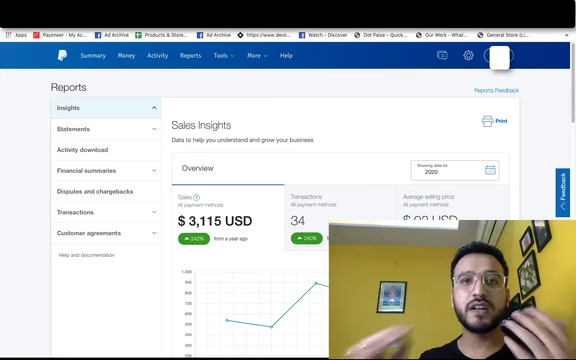 Apps Payoneer - My Ac... Ad Archive Products & Store... Ad Archive https://www.devo... Watch - Discover Dot Paise – Quick... Our Work – What... General Store (Lo...
Summary Money Activity Reports Tools More Help
Reports
Reports Feedback
Insights
Statements
Activity download
Financial summaries
Disputes and chargebacks
Transactions
Customer agreements
Help and documentation
Sales Insights
Print
Data to help you understand and grow your business
Overview
Showing data for
2020
Sales
All payment methods
$ 3,115 USD
242% from a year ago
Transactions
All payment methods
34
240%
Average selling price
All payment methods
1,000
900
800
700
600
500
400
300
200
Feedback